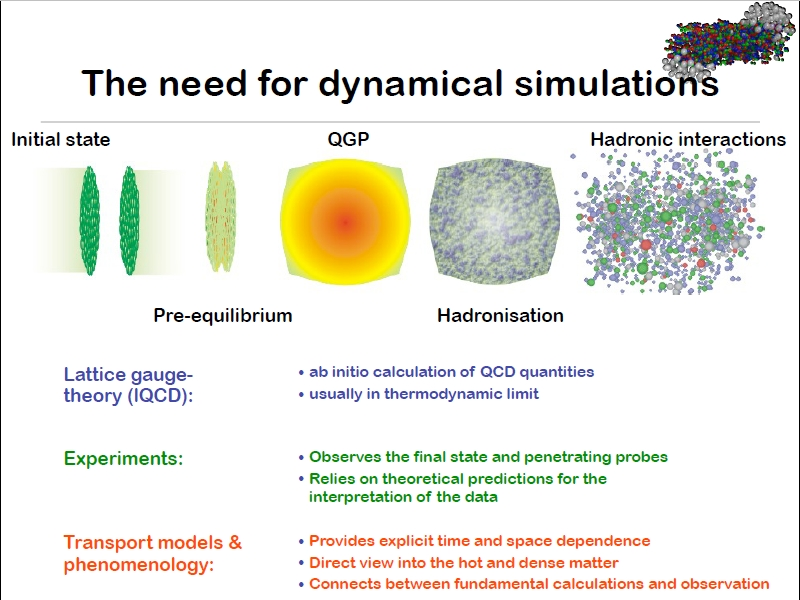 The need for dynamical simulations
Initial state
QGP
Hadronic interactions
Pre-equilibrium
Hadronisation
Lattice gauge-
theory (lQCD):
• ab initio calculation of QCD quantities
• usually in thermodynamic limit
Experiments:
• Observes the final state and penetrating probes
• Relies on theoretical predictions for the
interpretation of the data
Transport models &
phenomenology:
• Provides explicit time and space dependence
• Direct view into the hot and dense matter
• Connects between fundamental calculations and observation